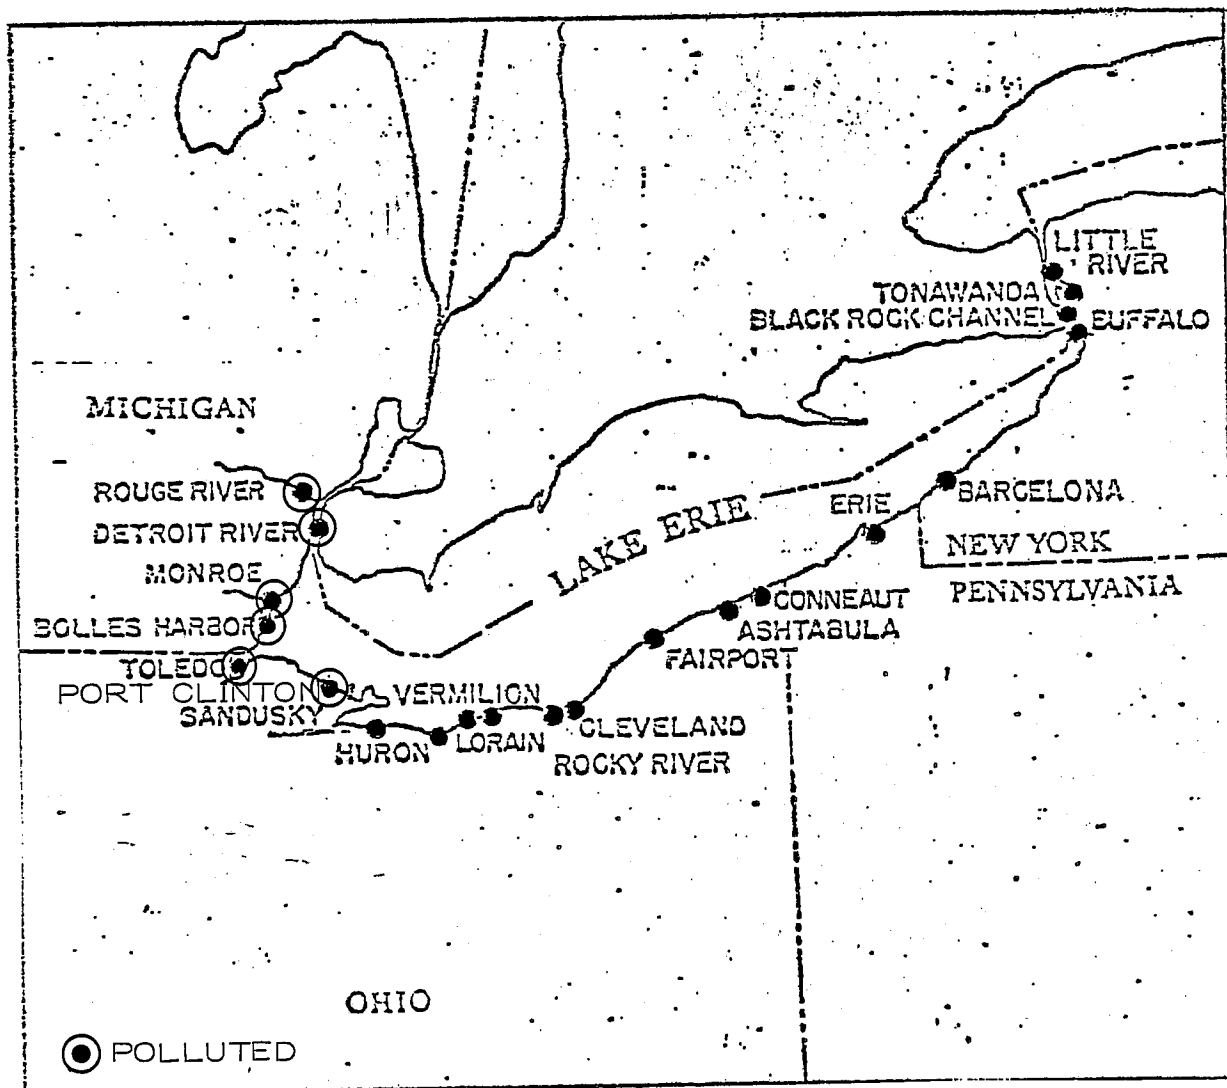 LITTLE
RIVER
TONAWANDA
BLACK ROCK CHANNEL
BUFFALO
MICHIGAN
ROUGE RIVER
DETROIT RIVER
MONROE
BOLLES HARBOR
TOLEDO
PORT CLINTON
SANDUSKY
LAKE ERIE
ERIE
BARCELONA
NEW YORK
PENNSYLVANIA
CONNEAUT
ASHTABULA
FAIRPORT
VERMILION
HURON
LORAIN
CLEVELAND
ROCKY RIVER
OHIO
POLLUTED